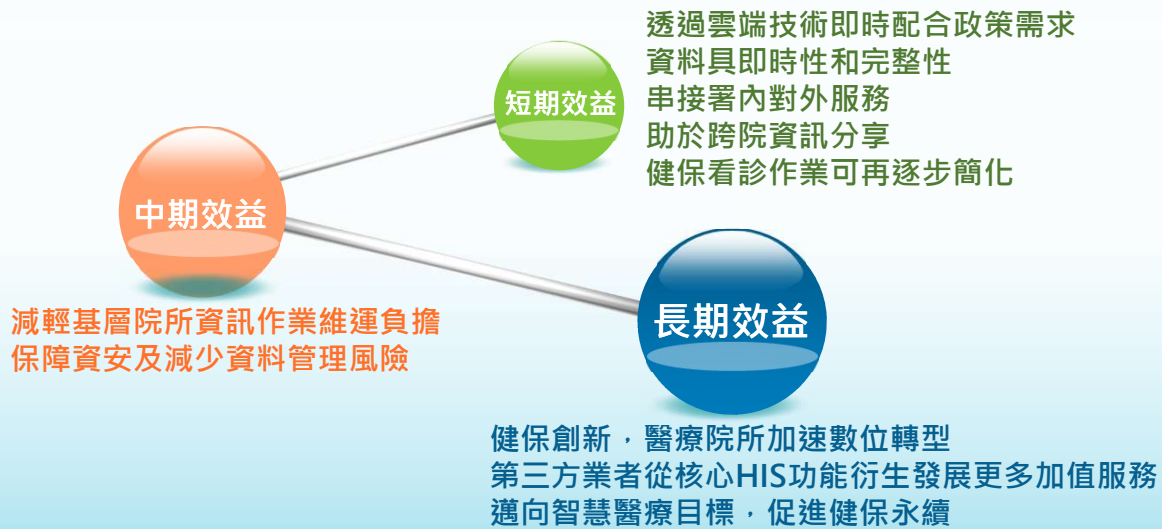 短期效益
透過雲端技術即時配合政策需求
資料具即時性和完整性
串接署內對外服務
助於跨院資訊分享
健保看診作業可再逐步簡化
中期效益
減輕基層院所資訊作業維運負擔
保障資安及減少資料管理風險
長期效益
健保創新，醫療院所加速數位轉型
第三方業者從核心HIS功能衍生發展更多加值服務
邁向智慧醫療目標，促進健保永續